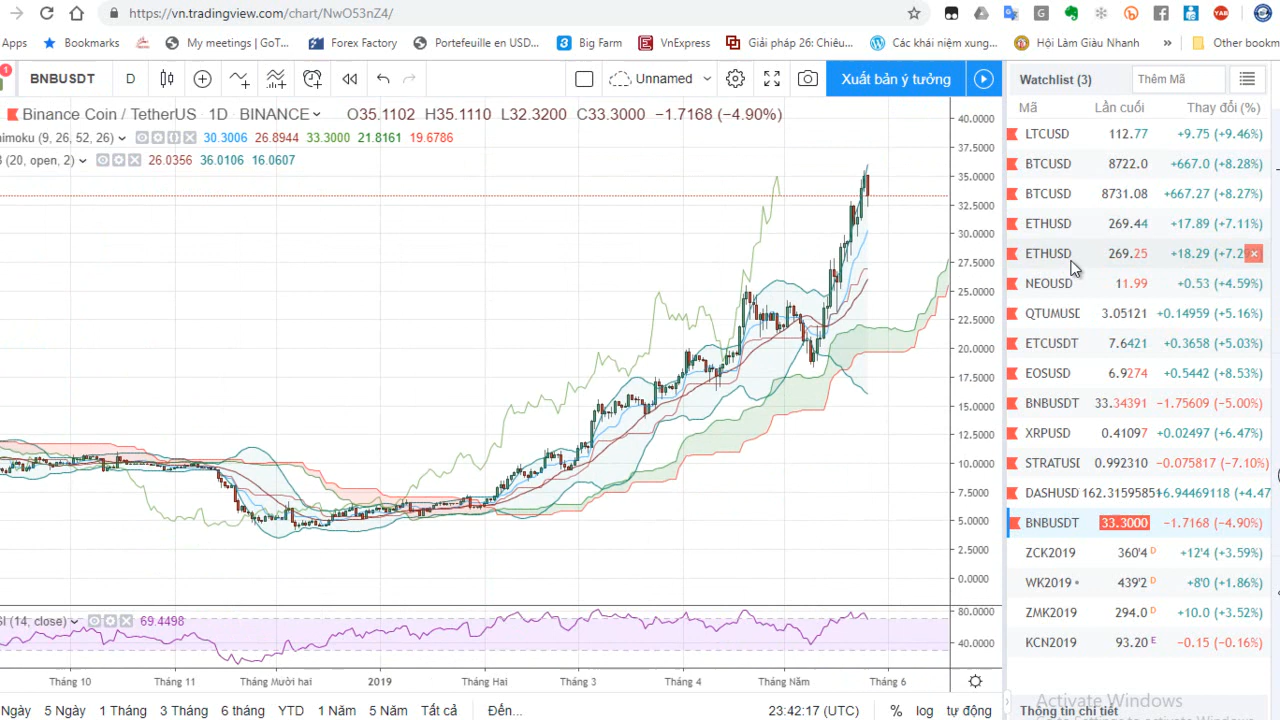 https://vn.tradingview.com/chart/NwO53nZ4/
Apps Bookmarks My meetings | GoT... Forex Factory Portefeuille en USD... Big Farm VnExpress Giải pháp 26: Chiêu... Các khái niệm xung... Hội Làm Giàu Nhanh » Other bookm
1
BNBUSDT D Unnamed Xuất bản ý tưởng Watchlist (3) Thêm Mã
Mã Lần cuối Thay đổi (%)
Binance Coin / TetherUS 1D BINANCE O35.1102 H35.1110 L32.3200 C33.3000 −1.7168 (−4.90%)
himoku (9, 26, 52, 26) 30.3006 26.8944 33.3000 21.8161 19.6786
(20, open, 2) 26.0356 36.0106 16.0607
40.0000
37.5000
35.0000
32.5000
30.0000
27.5000
25.0000
22.5000
20.0000
17.5000
15.0000
12.5000
10.0000
7.5000
5.0000
2.5000
0.0000
LTCUSD 112.77 +9.75 (+9.46%)
BTCUSD 8722.0 +667.0 (+8.28%)
BTCUSD 8731.08 +667.27 (+8.27%)
ETHUSD 269.44 +17.89 (+7.11%)
ETHUSD 269.25 +18.29 (+7.29
NEOUSD 11.99 +0.53 (+4.59%)
QTUMUSD 3.05121 +0.14959 (+5.16%)
ETCUSDT 7.6421 +0.3658 (+5.03%)
EOSUSD 6.9274 +0.5442 (+8.53%)
BNBUSDT 33.34391 −1.75609 (−5.00%)
XRPUSD 0.41097 +0.02497 (+6.47%)
STRATUSD 0.992310 −0.075817 (−7.10%)
DASHUSD 162.3159585 +6.94469118 (+4.47
BNBUSDT 33.3000 −1.7168 (−4.90%)
ZCK2019 360'4 D +12'4 (+3.59%)
WK2019 439'2 D +8'0 (+1.86%)
ZMK2019 294.0 D +10.0 (+3.52%)
KCN2019 93.20 E −0.15 (−0.16%)
SI (14, close) 69.4498
80.0000
40.0000
Tháng 10 Tháng 11 Tháng Mười hai 2019 Tháng Hai Tháng 3 Tháng 4 Tháng Năm Tháng 6
Ngày 5 Ngày 1 Tháng 3 Tháng 6 tháng YTD 1 Năm 5 Năm Tất cả Đến... 23:42:17 (UTC) % log tự động
Activate Windows
Thông tin chi tiết